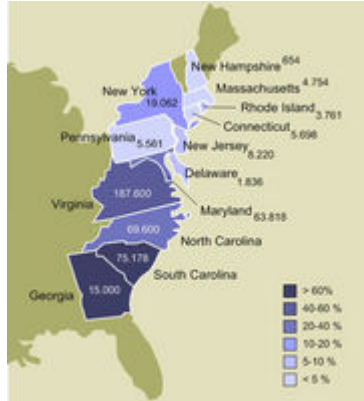 New Hampshire 654
Massachusetts 4.754
New York
19.062
Rhode Island 3.761
Connecticut 5.698
Pennsylvania 5.561
New Jersey 8.220
Delaware 1.836
187.600
Virginia
Maryland 63.818
69.600
North Carolina
75.178
South Carolina
Georgia
15.000
> 60%
40-60 %
20-40 %
10-20 %
5-10 %
< 5 %